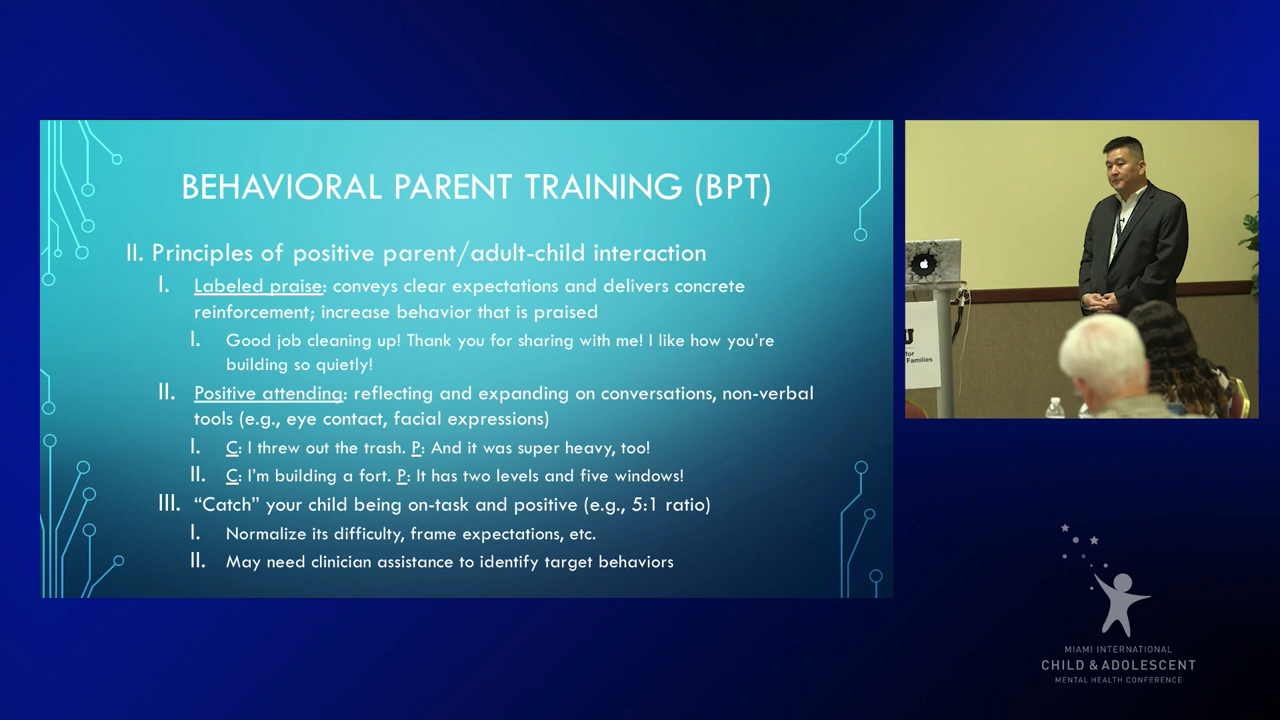 BEHAVIORAL PARENT TRAINING (BPT)
II. Principles of positive parent/adult-child interaction
I. Labeled praise: conveys clear expectations and delivers concrete
reinforcement; increase behavior that is praised
I. Good job cleaning up! Thank you for sharing with me! I like how you're
building so quietly!
II. Positive attending: reflecting and expanding on conversations, non-verbal
tools (e.g., eye contact, facial expressions)
I. C: I threw out the trash. P: And it was super heavy, too!
II. C: I'm building a fort. P: It has two levels and five windows!
III. “Catch” your child being on-task and positive (e.g., 5:1 ratio)
I. Normalize its difficulty, frame expectations, etc.
II. May need clinician assistance to identify target behaviors
for
Families
MIAMI INTERNATIONAL
CHILD & ADOLESCENT
MENTAL HEALTH CONFERENCE